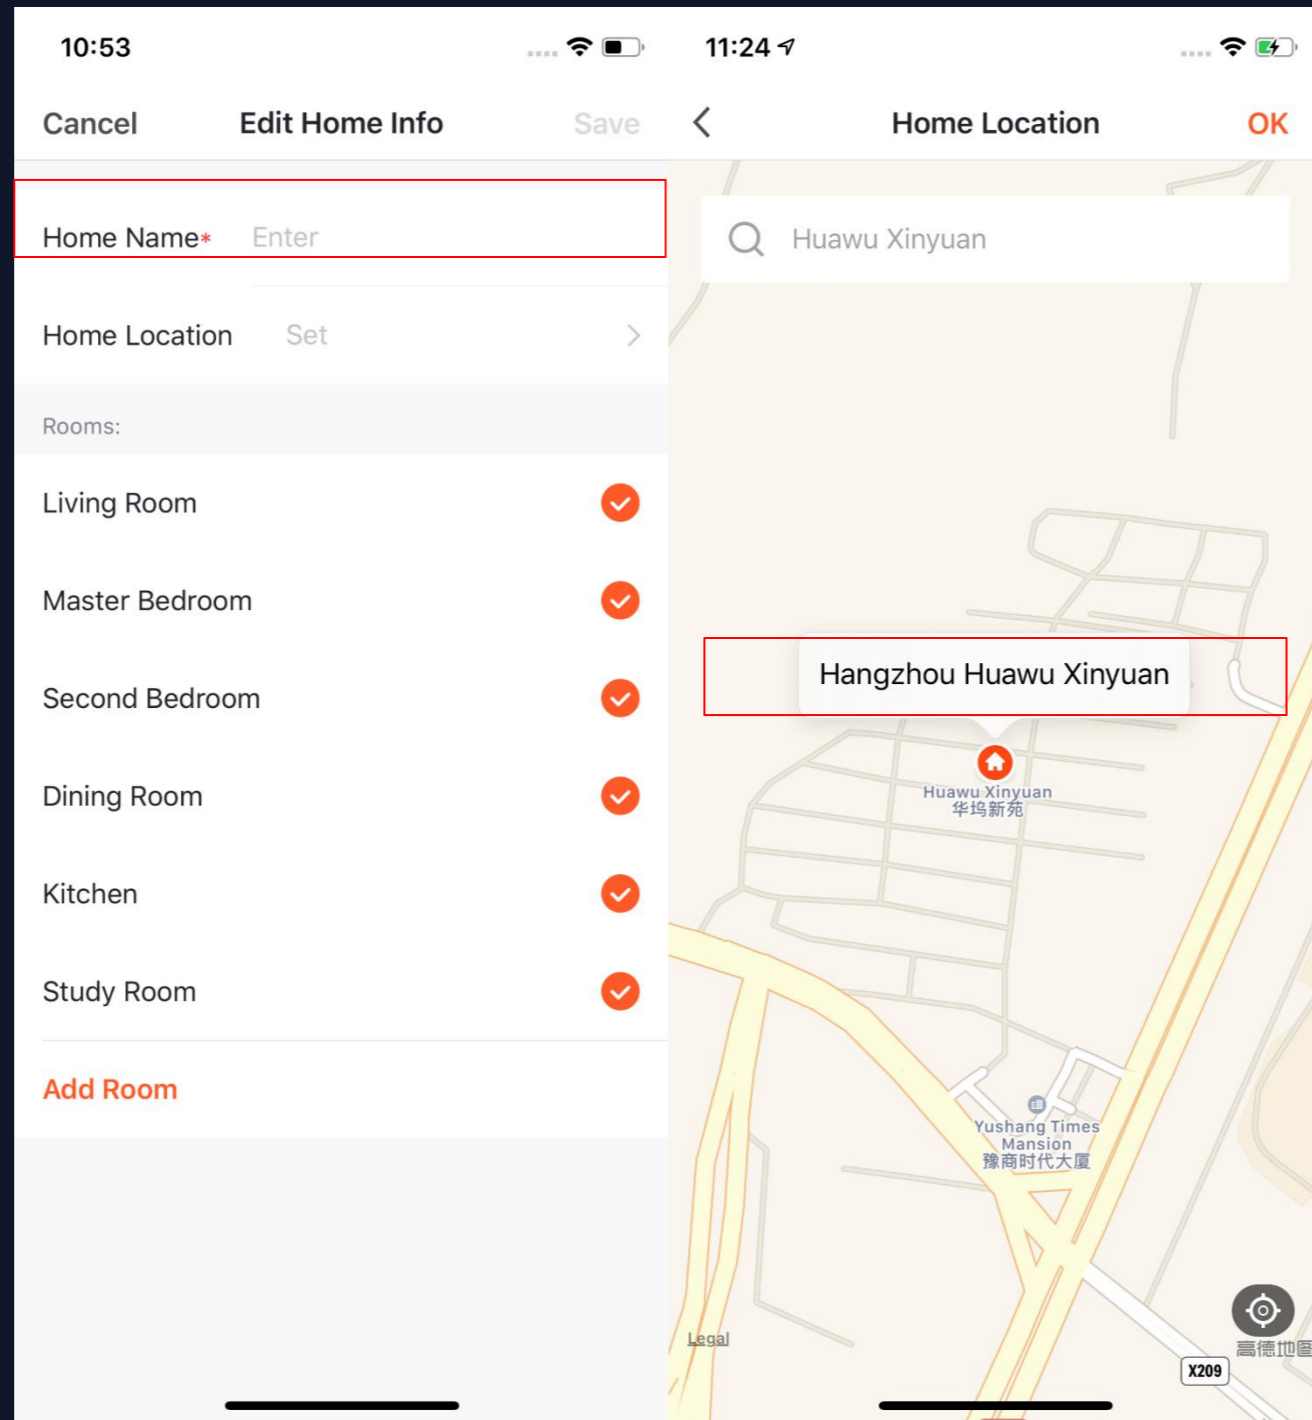 10:53
Cancel
Edit Home Info
Save
Home Name*
Enter
Home Location
Set
Rooms:
Living Room
Master Bedroom
Second Bedroom
Dining Room
Kitchen
Study Room
Add Room
11:24
Home Location
OK
Huawu Xinyuan
Hangzhou Huawu Xinyuan
Huawu Xinyuan
华坞新苑
Yushang Times
Mansion
豫商时代大厦
Legal
高德地图
X209